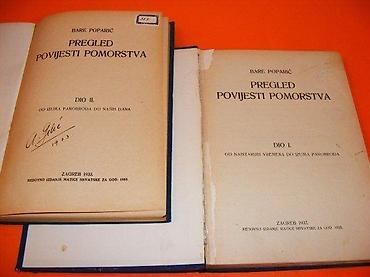 BARE POPARIĆ
PREGLED
POVIJESTI POMORSTVA
DIO II.
OD IZUMA PAROBRODA DO NAŠIH DANA
ZAGREB 1933.
REDOVNO IZDANJE MATICE HRVATSKE ZA GOD.
BARE POPARIĆ
PREGLED
POVIJESTI POMORSTVA
DIO I.
OD NAJSTARIJIH VREMENA DO IZUMA PAROBRODA
ZAGREB 1932.
REDOVNO IZDANJE MATICE HRVATSKE ZA GOD.